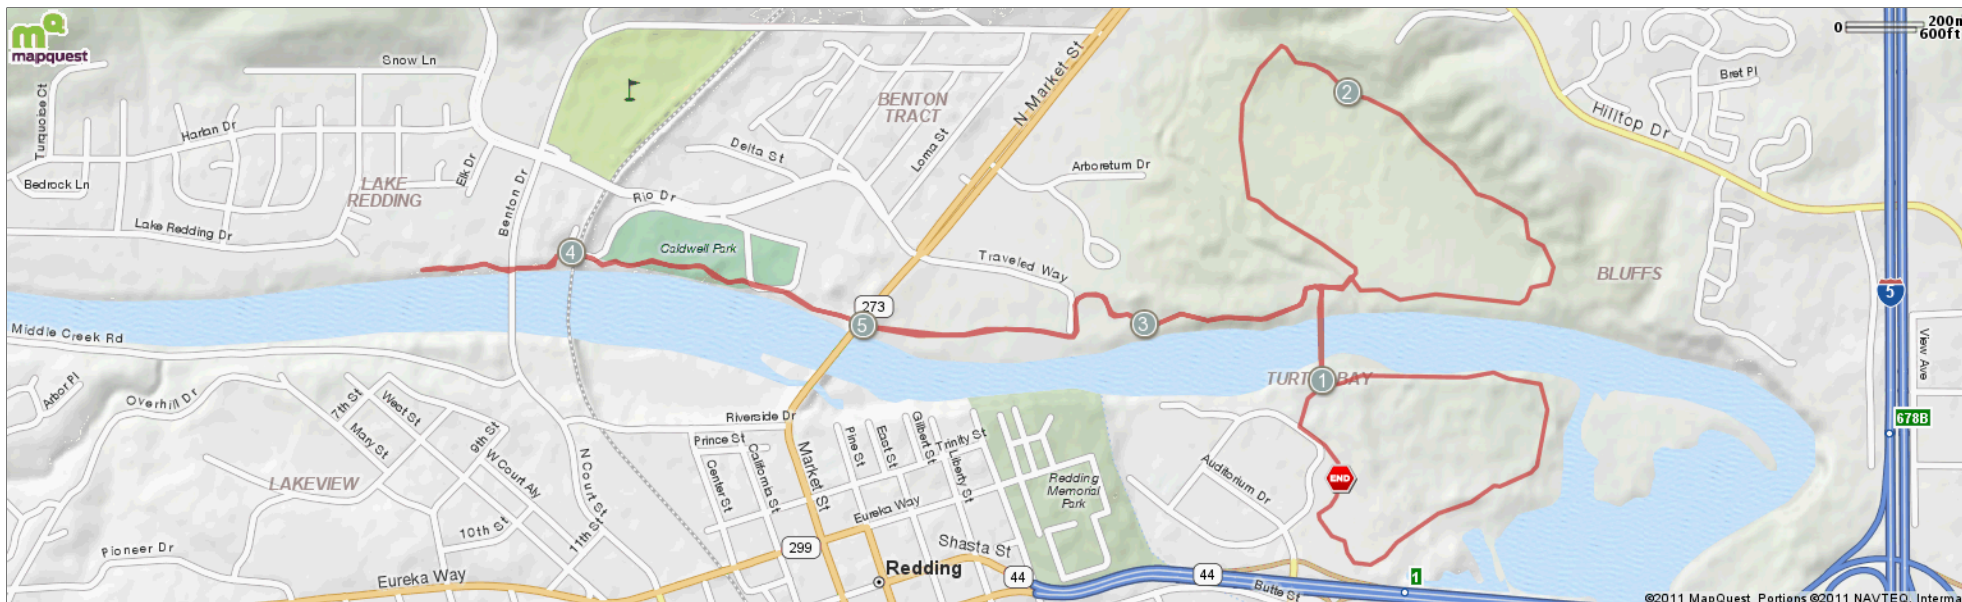 mapquest
0
200m
600ft
Snow Ln
Turquoise Ct
Harlan Dr
Bedrock Ln
LAKE
REDDING
Elk Dr
Lake Redding Dr
Benton Dr
Rio Dr
Caldwell Park
Delta St
Loma St
BENTON
TRACT
N Market St
Arboretum Dr
Traveled Way
Hilltop Dr
Bret Pl
BLUFFS
5
View Ave
678B
2
4
273
5
3
1
TURT
BAY
END
Middle Creek Rd
Arbor Pl
Overhill Dr
7th St
West St
Mary St
9th St
W Court Aly
N Court St
LAKEVIEW
10th St
11th St
Pioneer Dr
Eureka Way
Riverside Dr
Prince St
Center St
California St
Market St
Pine St
East St
Gilbert St
Trinity St
Liberty St
Eureka Way
Redding
Memorial
Park
Auditorium Dr
299
Shasta St
Redding
44
44
Butte St
1
©2011 MapQuest Portions ©2011 NAVTEQ, Interma